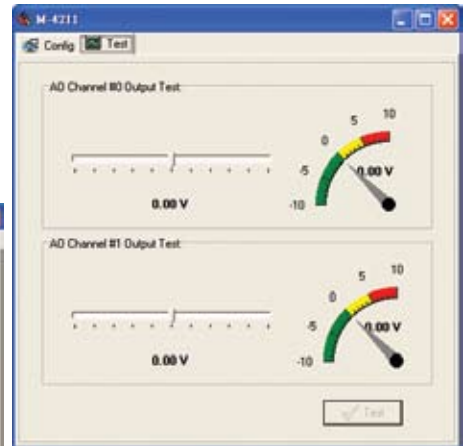 M-4211
Config Test
AO Channel #0 Output Test
10
5
0
-5
-10
0.00 V
0.00 V
AO Channel #1 Output Test
10
5
0
-5
-10
0.00 V
0.00 V
Test